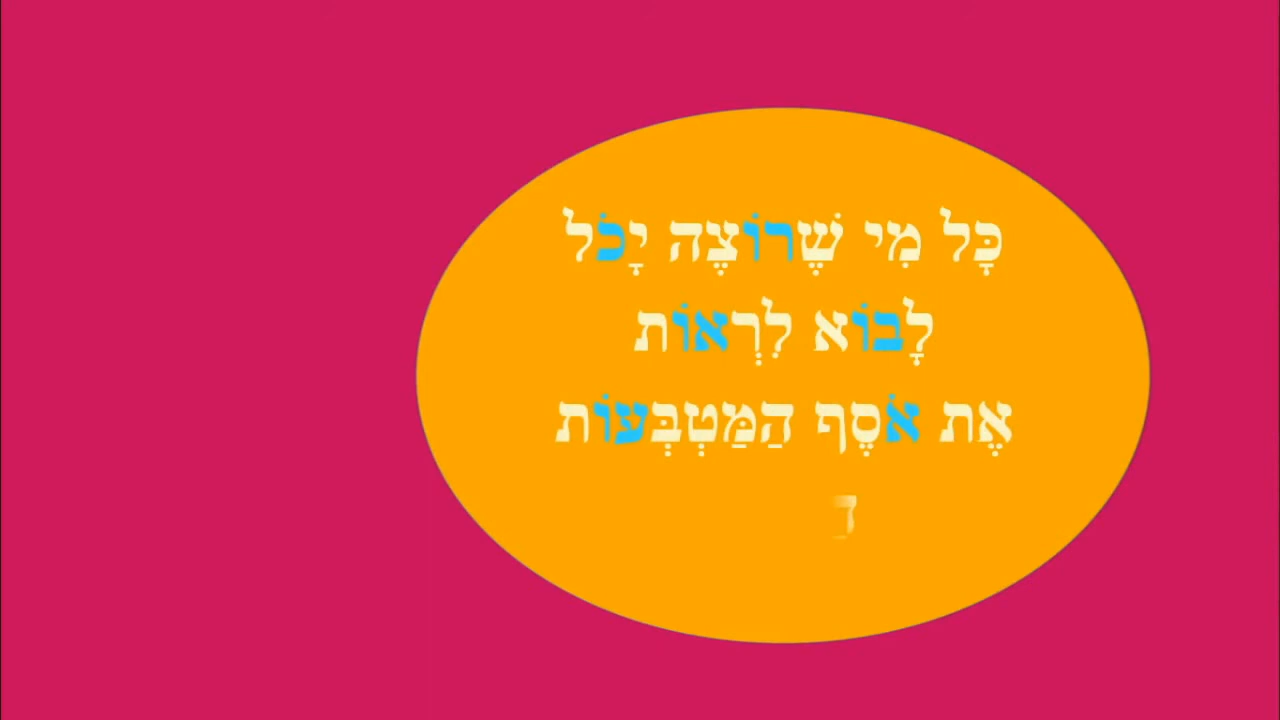 כָּל מִי שֶׁרוֹצֶה יָכֹל
לָבוֹא לִרְאוֹת
אֶת אֹסֶף הַמַּטְבְּעוֹת